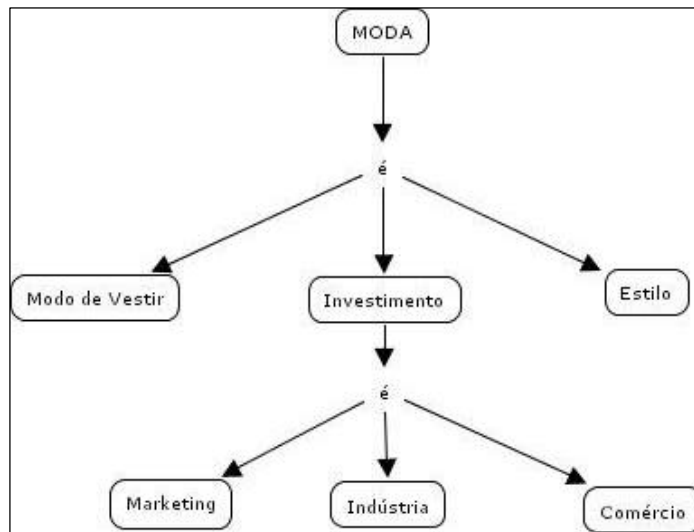 MODA
é
Modo de Vestir
Investimento
Estilo
é
Marketing
Indústria
Comércio